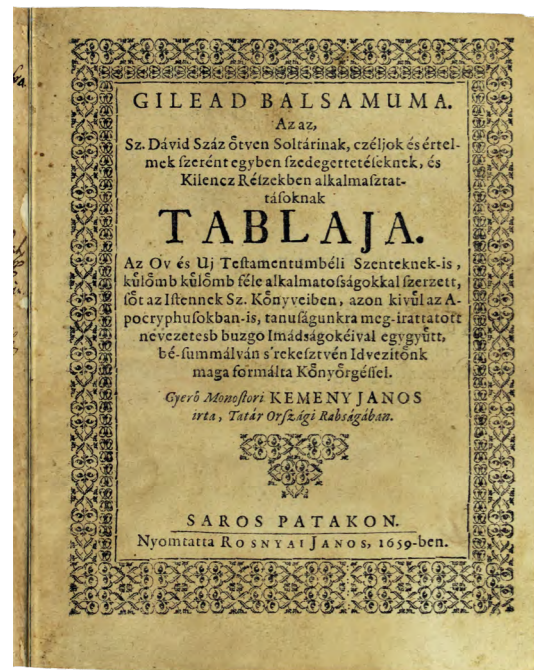 GILEAD BALSAMUMA.
Az az,
Sz. Dávid Száz ötven Soltárinak, czéljok és értel-
mek ſzerént egyben ſzedegettetéſeknek, és
Kilencz Réſzekben alkalmaſztat-
táſoknak
TABLAJA.
Az Ov és Uj Teſtamentumbéli Szenteknek-is,
külömb külömb féle alkalmatoſságokkal ſzerzett,
ſöt az Iſtennek Sz. Könyveiben, azon kivül az A-
pocryphuſokban-is, tanuſágunkra meg-irattatott
nevezetesb buzgo Imádságokéival egygyütt,
bé-ſummálván s'rekeſztvén Idvezitönk
maga formálta Könyörgéſſel.
Gyerö Monoſtori KEMENY JANOS
irta, Tatár Orſzági Rabságában.
SAROS PATAKON.
Nyomtatta ROSNYAI JANOS, 1659-ben.